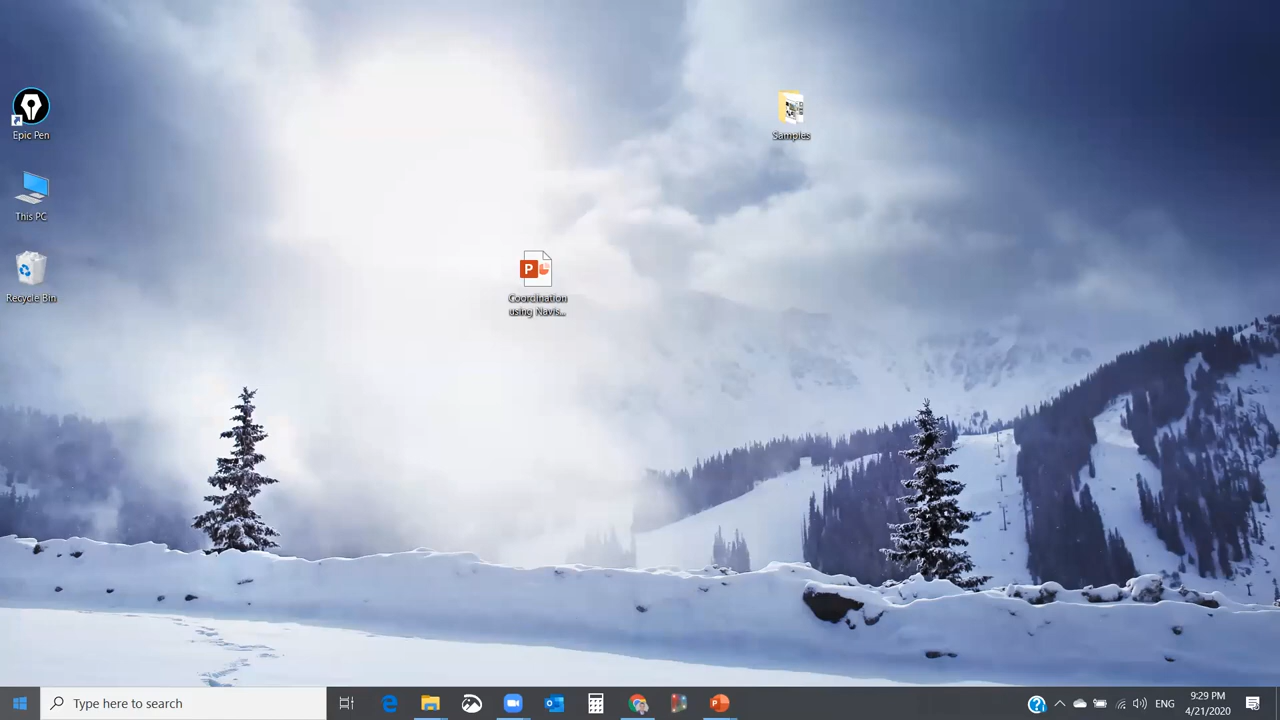 Epic Pen
This PC
Recycle Bin
Samples
P
Coordination
using Navis...
Type here to search
ENG
9:29 PM
4/21/2020